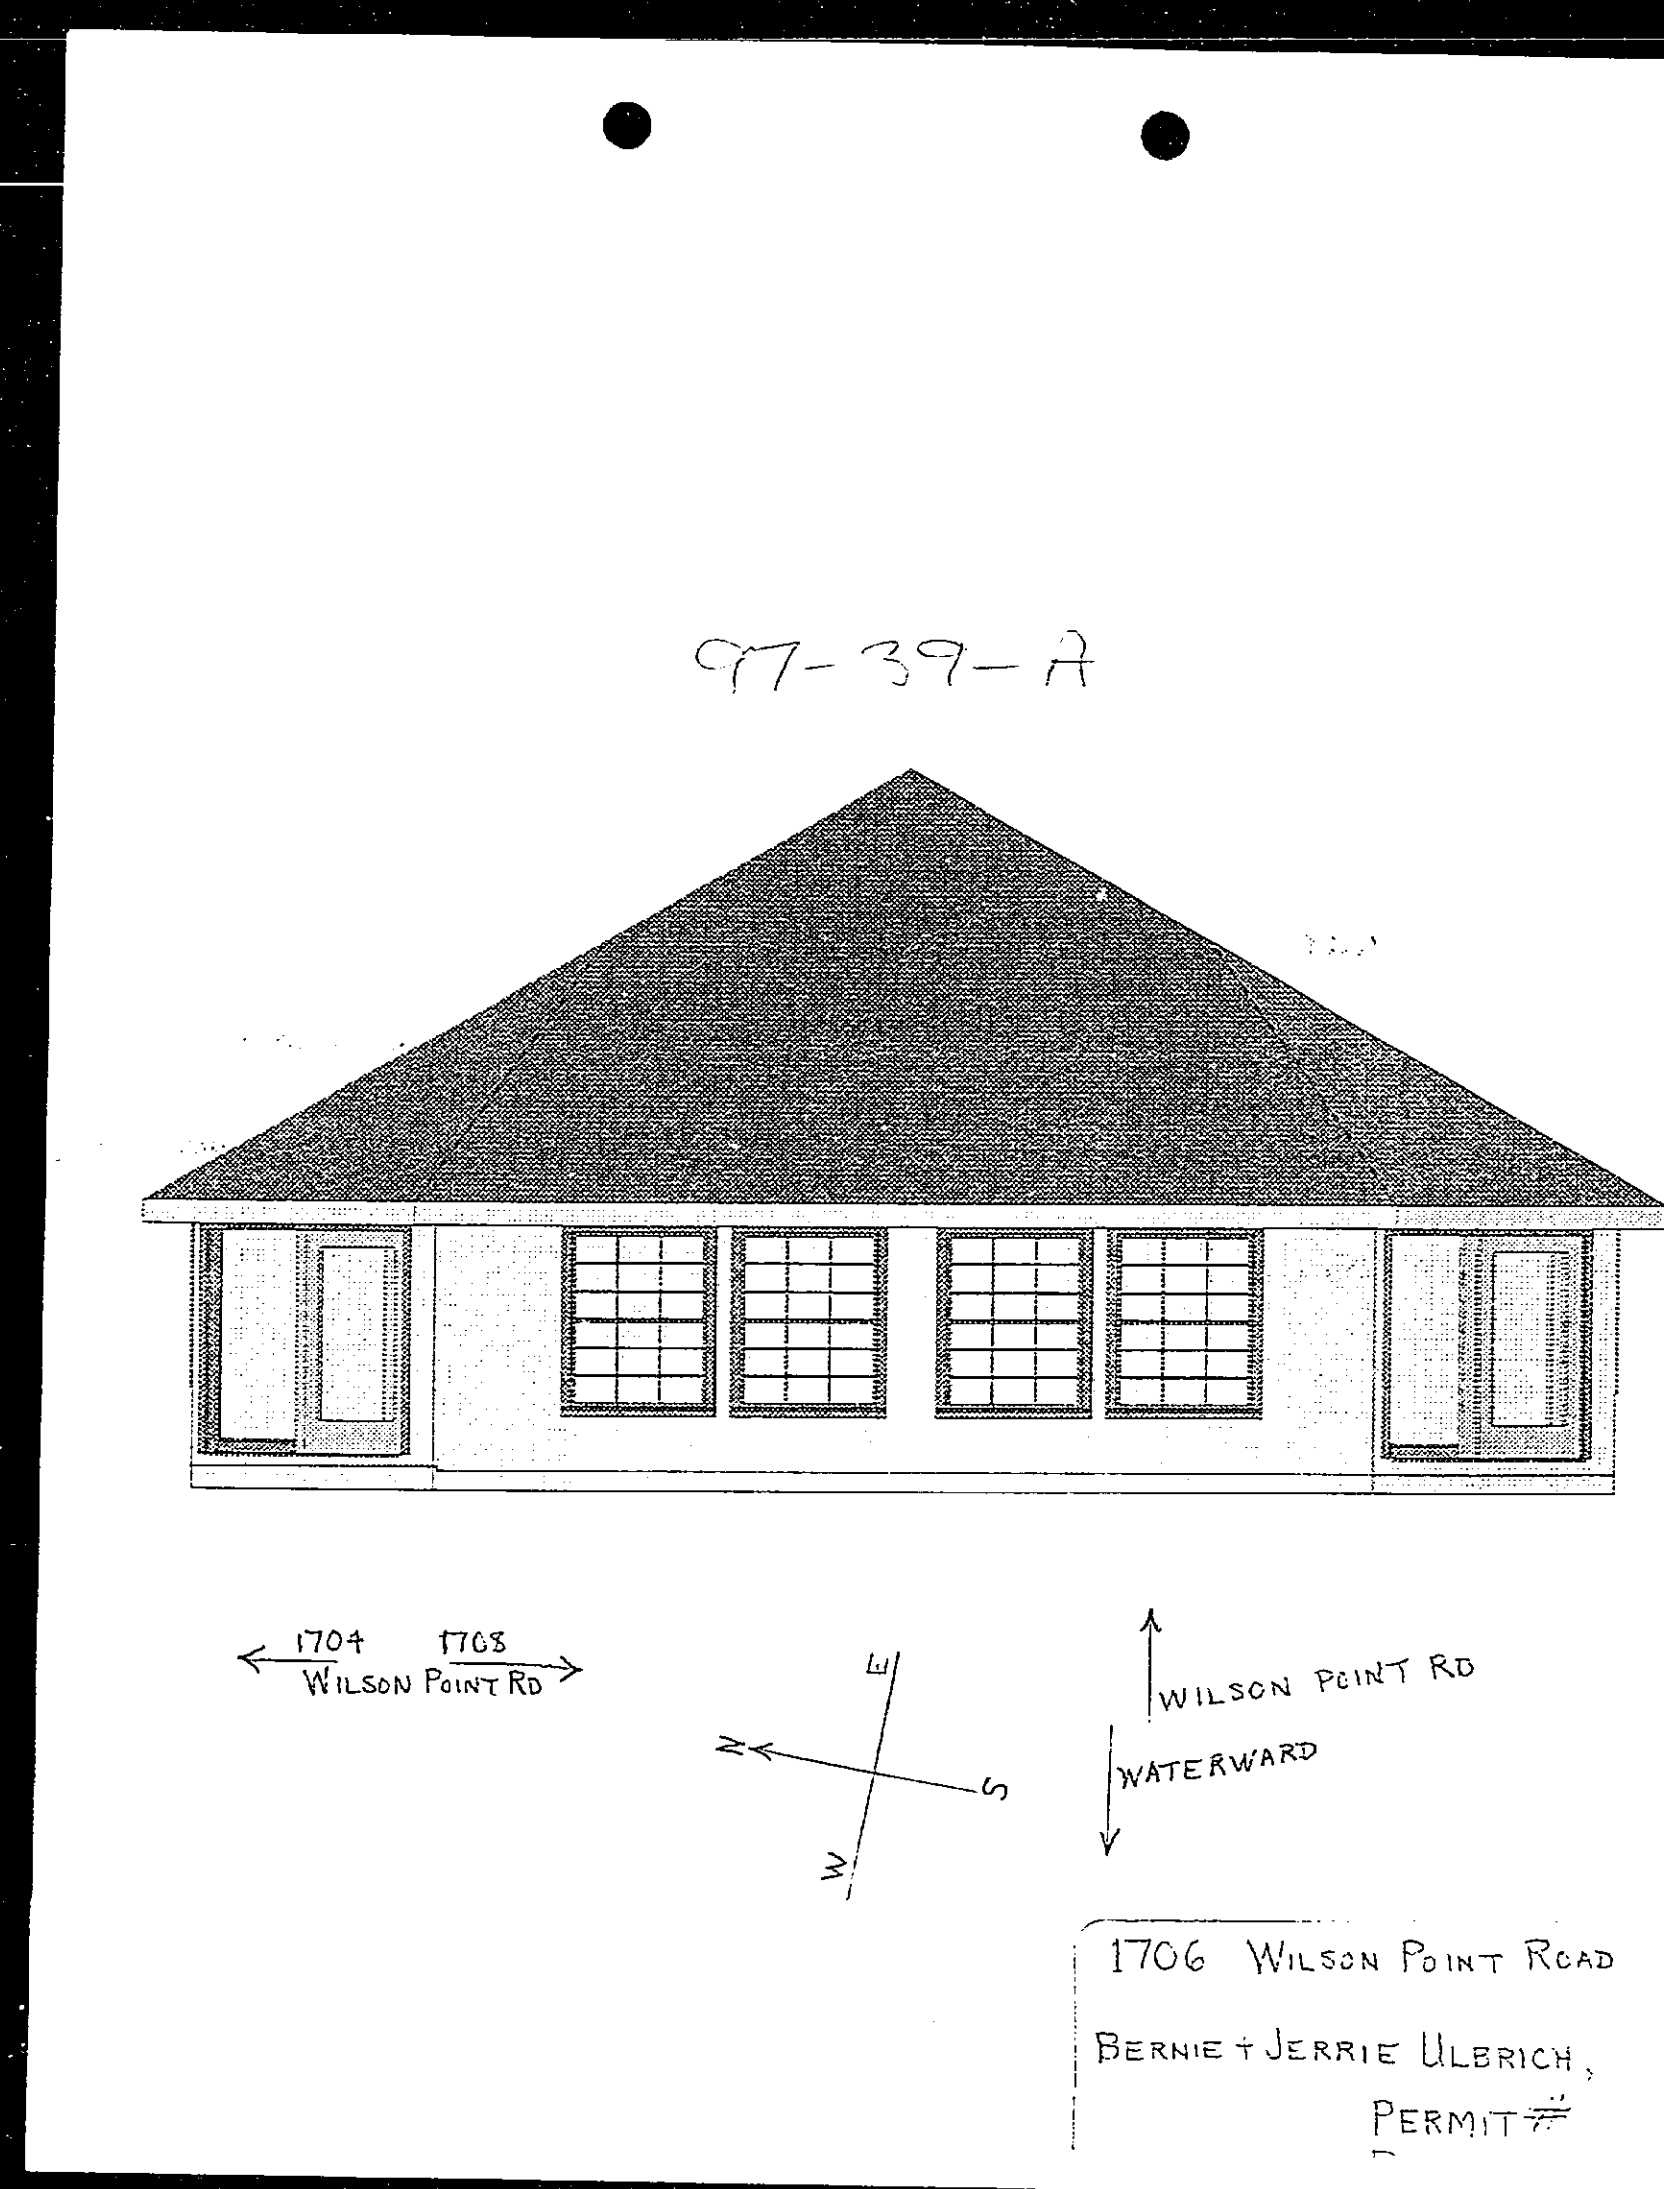 97-39-A
1704 1708
WILSON POINT RD
E
N
S
W
WILSON POINT RD
WATERWARD
1706 WILSON POINT ROAD
BERNIE + JERRIE ULBRICH,
PERMIT #